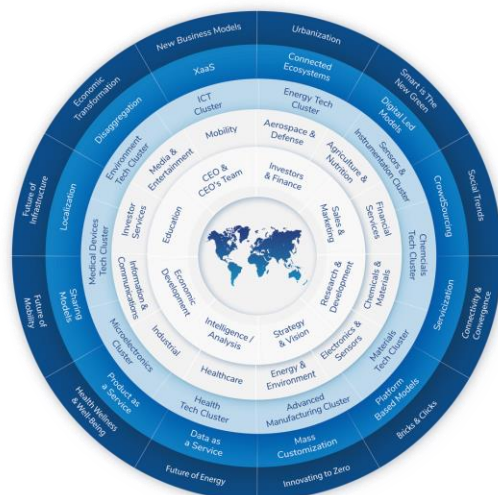 New Business Models
Urbanization
Smart is The
New Green
Social Trends
Connectivity &
Convergence
Bricks & Clicks
Innovating to Zero
Future of Energy
Health Wellness
& Well-Being
Future of
Mobility
Future of
Infrastructure
Economic
Transformation
XaaS
Connected
Ecosystems
Digital Led
Models
CrowdSourcing
Servicization
Platform
Based Models
Mass
Customization
Data as
a Service
Product as
a Service
Sharing
Models
Localization
Disaggregation
ICT
Cluster
Energy Tech
Cluster
Sensors &
Instrumentation Cluster
Chemcials
Tech Cluster
Materials
Tech Cluster
Advanced
Manufacturing Cluster
Health
Tech Cluster
Microelectronics
Cluster
Medical Devices
Tech Cluster
Environment
Tech Cluster
Mobility
Aerospace &
Defense
Agriculture &
Nutrition
Financial
Services
Chemicals &
Materials
Electronics &
Sensors
Energy &
Environment
Healthcare
Industrial
Information &
Communications
Investor
Services
Media &
Entertainment
CEO &
CEO's Team
Investors
& Finance
Sales &
Marketing
Research &
Development
Strategy
& Vision
Intelligence /
Analysis
Economic
Development
Education